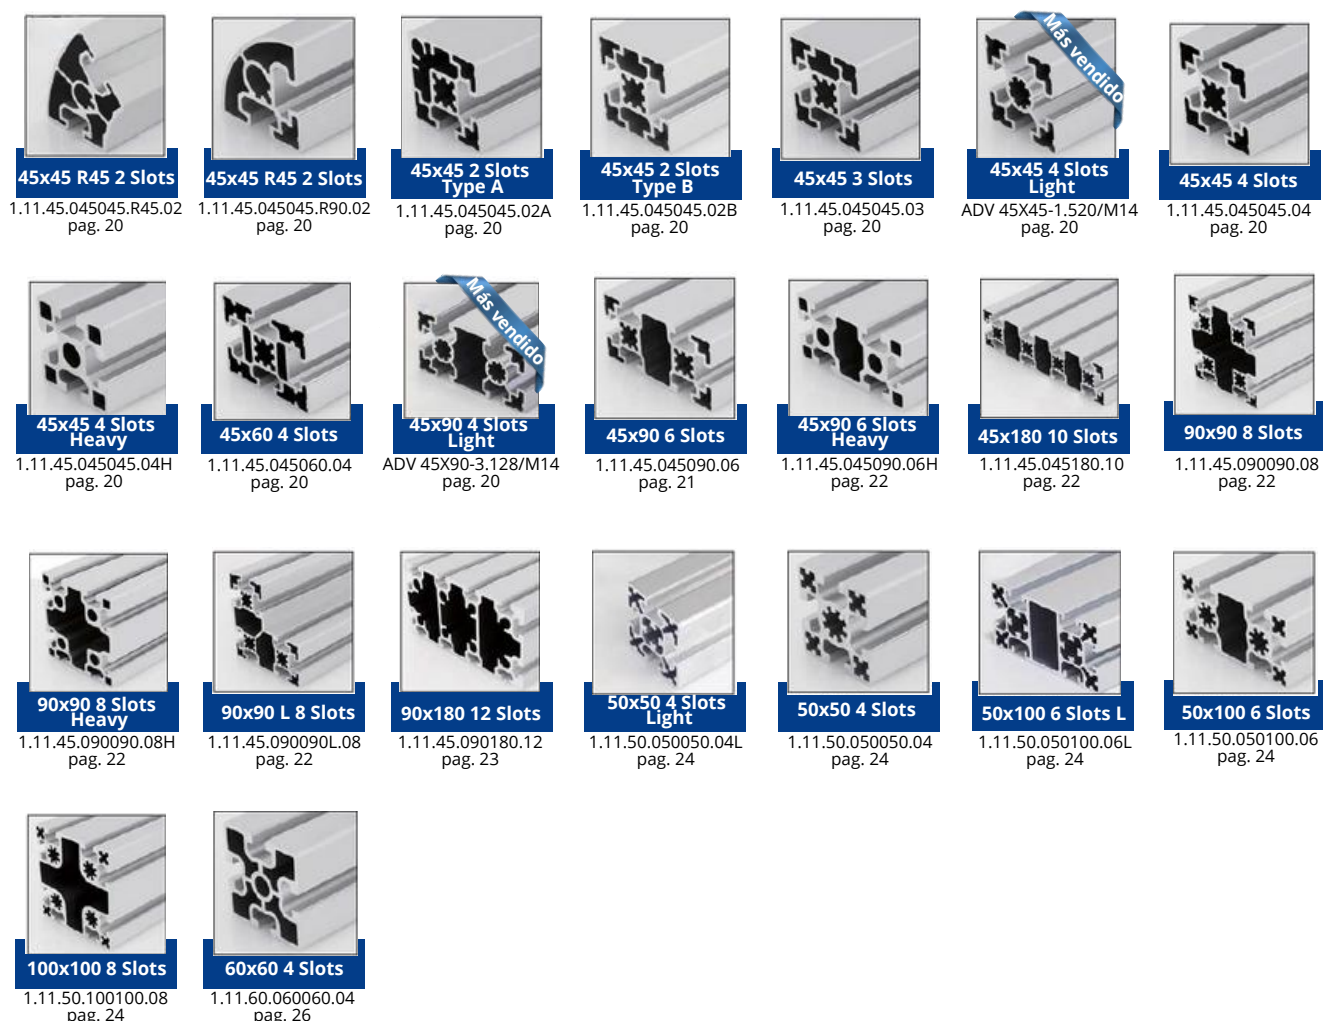 Más vendido
45x45 R45 2 Slots
1.11.45.045045.R45.02
pag. 20
45x45 R45 2 Slots
1.11.45.045045.R90.02
pag. 20
45x45 2 Slots
Type A
1.11.45.045045.02A
pag. 20
45x45 2 Slots
Type B
1.11.45.045045.02B
pag. 20
45x45 3 Slots
1.11.45.045045.03
pag. 20
45x45 4 Slots
Light
ADV 45X45-1.520/M14
pag. 20
45x45 4 Slots
1.11.45.045045.04
pag. 20
Más vendido
45x45 4 Slots
Heavy
1.11.45.045045.04H
pag. 20
45x60 4 Slots
1.11.45.045060.04
pag. 20
45x90 4 Slots
Light
ADV 45X90-3.128/M14
pag. 20
45x90 6 Slots
1.11.45.045090.06
pag. 21
45x90 6 Slots
Heavy
1.11.45.045090.06H
pag. 22
45x180 10 Slots
1.11.45.045180.10
pag. 22
90x90 8 Slots
1.11.45.090090.08
pag. 22
90x90 8 Slots
Heavy
1.11.45.090090.08H
pag. 22
90x90 L 8 Slots
1.11.45.090090L.08
pag. 22
90x180 12 Slots
1.11.45.090180.12
pag. 23
50x50 4 Slots
Light
1.11.50.050050.04L
pag. 24
50x50 4 Slots
1.11.50.050050.04
pag. 24
50x100 6 Slots L
1.11.50.050100.06L
pag. 24
50x100 6 Slots
1.11.50.050100.06
pag. 24
100x100 8 Slots
1.11.50.100100.08
pag. 24
60x60 4 Slots
1.11.60.060060.04
pag. 26